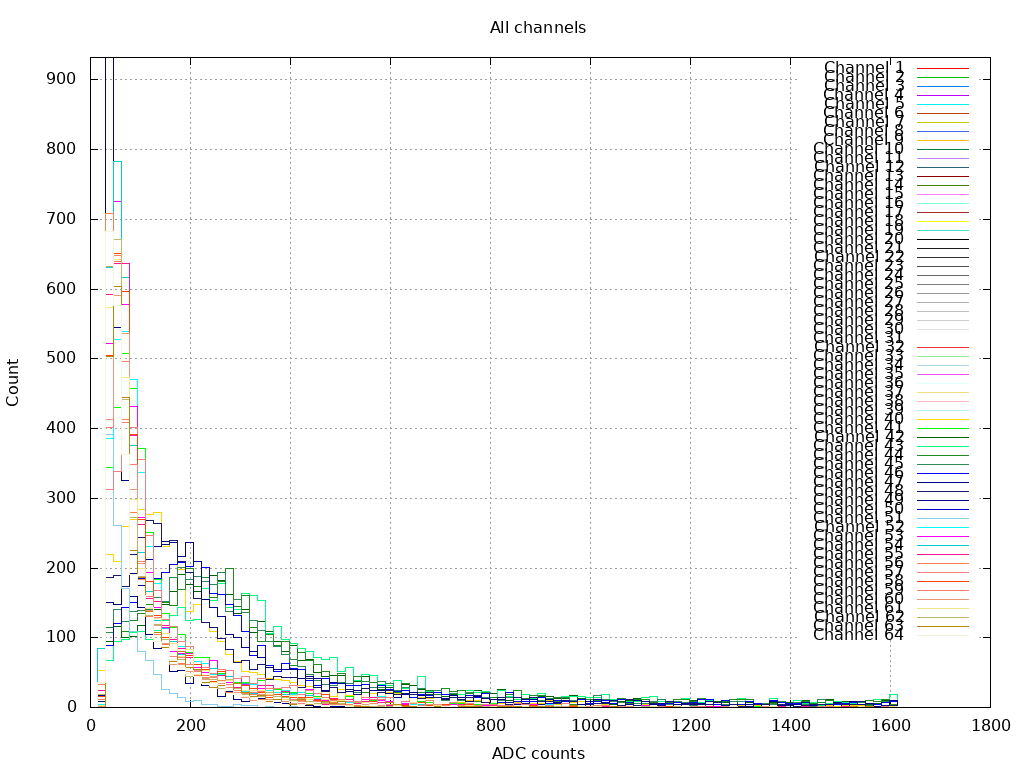 All channels
Count
900
800
700
600
500
400
300
200
100
0
0 200 400 600 800 1000 1200 1400 1600 1800
ADC counts
Channel 1
Channel 2
Channel 3
Channel 4
Channel 5
Channel 6
Channel 7
Channel 8
Channel 9
Channel 10
Channel 11
Channel 12
Channel 13
Channel 14
Channel 15
Channel 16
Channel 17
Channel 18
Channel 19
Channel 20
Channel 21
Channel 22
Channel 23
Channel 24
Channel 25
Channel 26
Channel 27
Channel 28
Channel 29
Channel 30
Channel 31
Channel 32
Channel 33
Channel 34
Channel 35
Channel 36
Channel 37
Channel 38
Channel 39
Channel 40
Channel 41
Channel 42
Channel 43
Channel 44
Channel 45
Channel 46
Channel 47
Channel 48
Channel 49
Channel 50
Channel 51
Channel 52
Channel 53
Channel 54
Channel 55
Channel 56
Channel 57
Channel 58
Channel 59
Channel 60
Channel 61
Channel 62
Channel 63
Channel 64